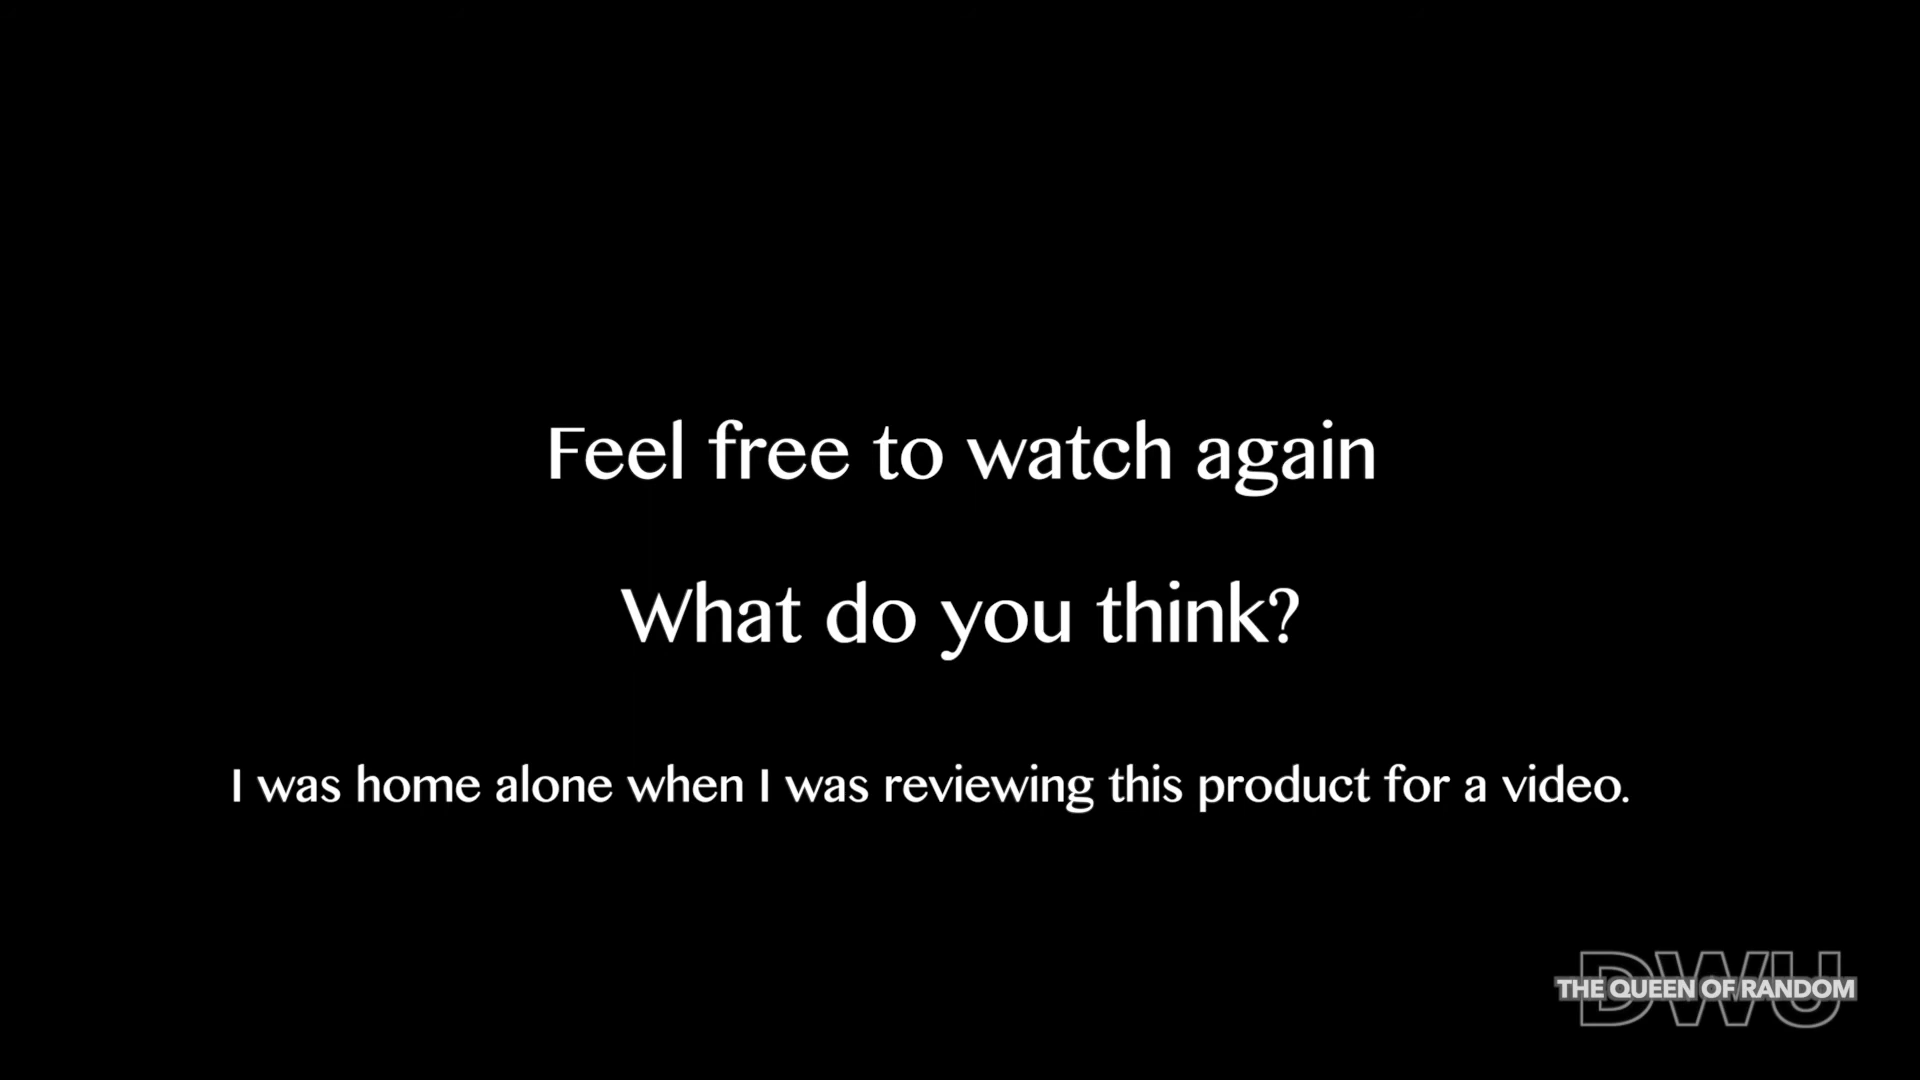 Feel free to watch again
What do you think?
I was home alone when I was reviewing this product for a video.
DWU
THE QUEEN OF RANDOM